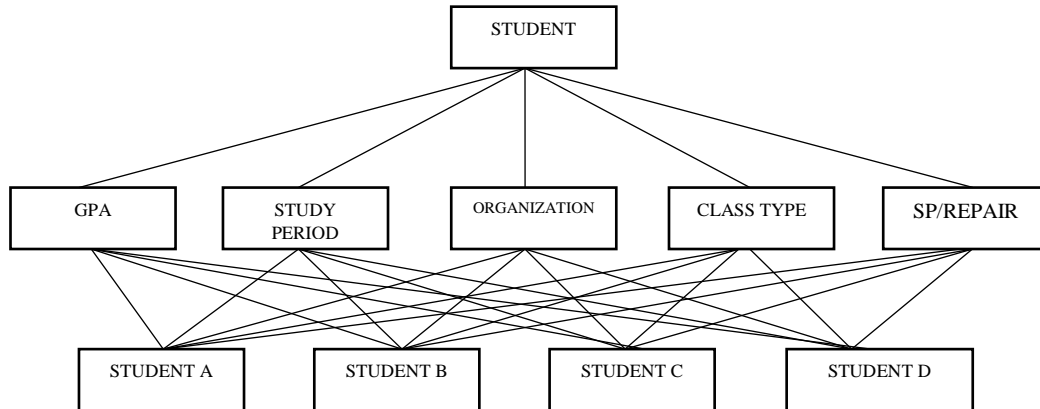 STUDENT
GPA
STUDY
PERIOD
ORGANIZATION
CLASS TYPE
SP/REPAIR
STUDENT A
STUDENT B
STUDENT C
STUDENT D